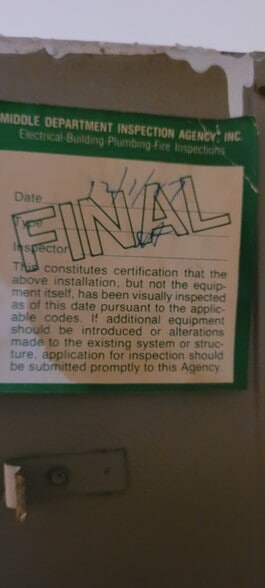 MIDDLE DEPARTMENT INSPECTION AGENCY, INC.
Electrical-Building-Plumbing-Fire Inspections
Date
Type
FINAL
Inspector
This constitutes certification that the
above installation, but not the equip-
ment itself, has been visually inspected
as of this date pursuant to the applic-
able codes. If additional equipment
should be introduced or alterations
made to the existing system or struc-
ture, application for inspection should
be submitted promptly to this Agency.